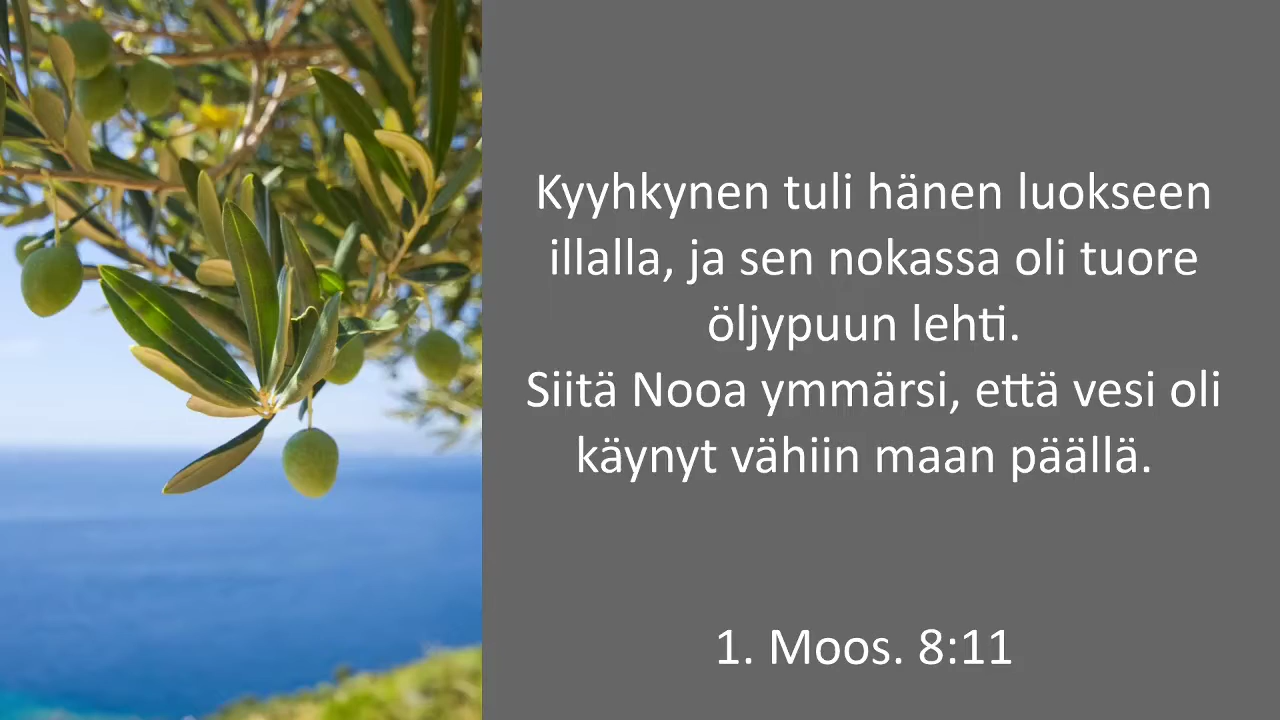 Kyyhkynen tuli hänen luokseen
illalla, ja sen nokassa oli tuore
öljypuun lehti.
Siitä Nooa ymmärsi, että vesi oli
käynyt vähiin maan päällä.
1. Moos. 8:11